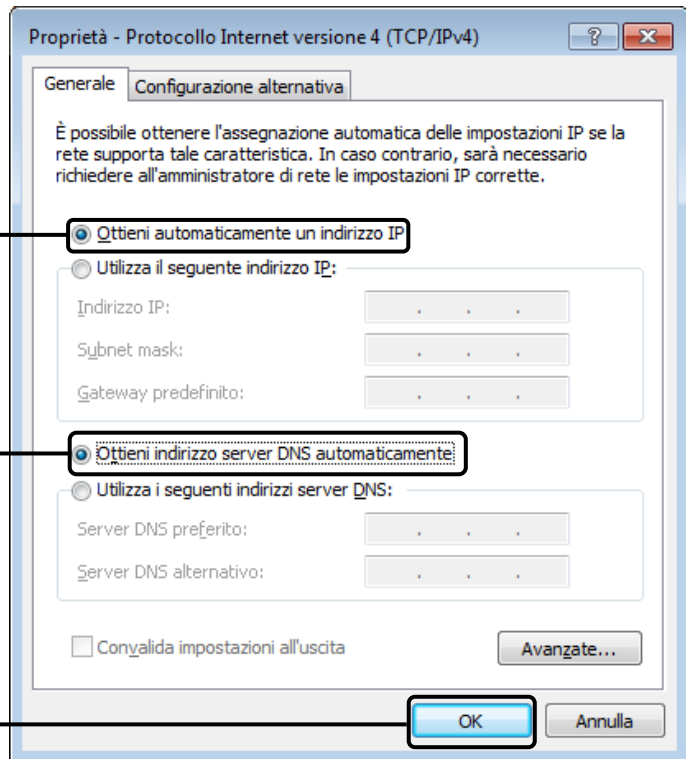 Proprietà - Protocollo Internet versione 4 (TCP/IPv4)
Generale
Configurazione alternativa
È possibile ottenere l'assegnazione automatica delle impostazioni IP se la
rete supporta tale caratteristica. In caso contrario, sarà necessario
richiedere all'amministratore di rete le impostazioni IP corrette.
Ottieni automaticamente un indirizzo IP
Utilizza il seguente indirizzo IP:
Indirizzo IP:
Subnet mask:
Gateway predefinito:
Ottieni indirizzo server DNS automaticamente
Utilizza i seguenti indirizzi server DNS:
Server DNS preferito:
Server DNS alternativo:
Convalida impostazioni all'uscita
Avanzate...
OK
Annulla